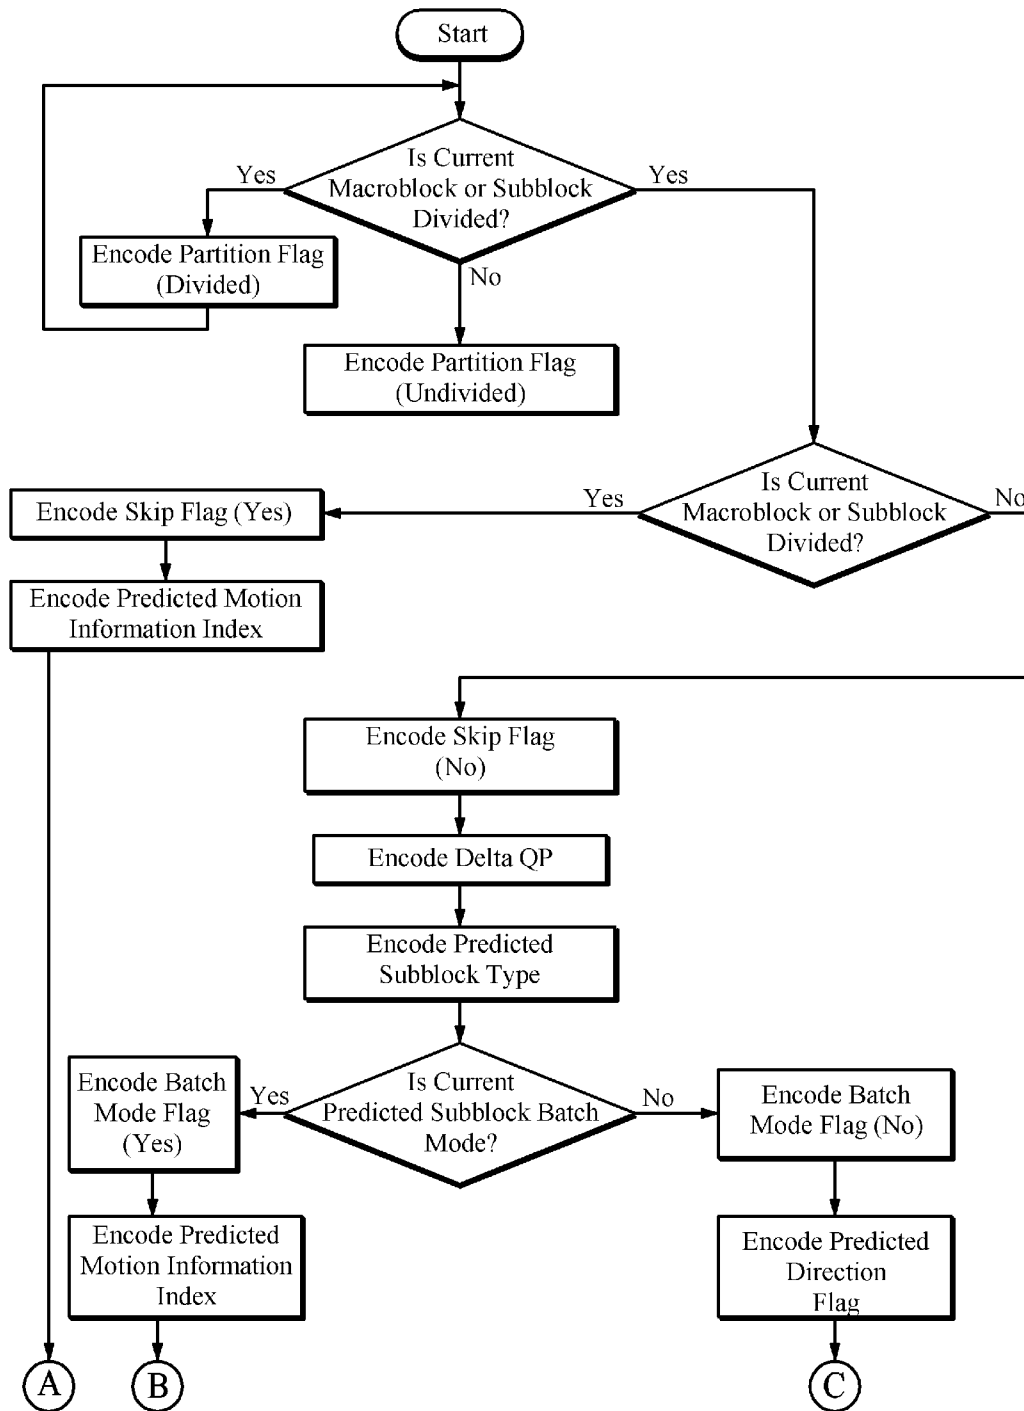 Start
Is Current
Macroblock or Subblock
Divided?
Yes
Yes
Encode Partition Flag
(Divided)
No
Encode Partition Flag
(Undivided)
Is Current
Macroblock or Subblock
Divided?
Yes
No
Encode Skip Flag (Yes)
Encode Predicted Motion
Information Index
Encode Skip Flag
(No)
Encode Delta QP
Encode Predicted
Subblock Type
Is Current
Predicted Subblock Batch
Mode?
Yes
No
Encode Batch
Mode Flag
(Yes)
Encode Batch
Mode Flag (No)
Encode Predicted
Motion Information
Index
Encode Predicted
Direction
Flag
A
B
C